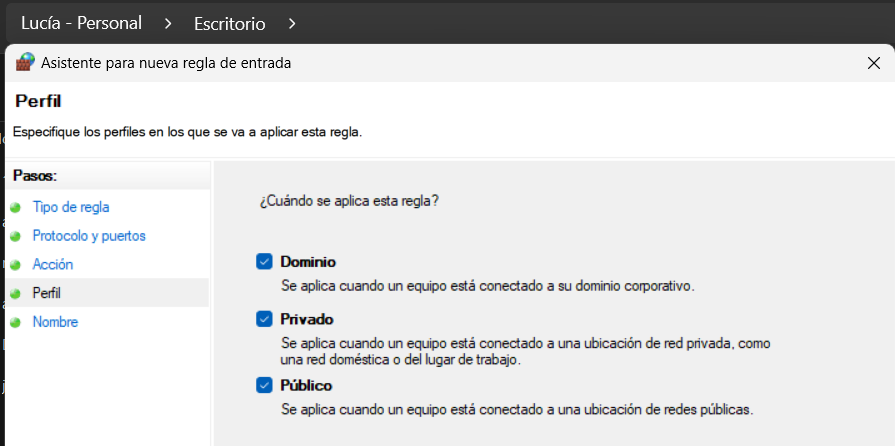 Lucía - Personal > Escritorio >
Asistente para nueva regla de entrada
Perfil
Especifique los perfiles en los que se va a aplicar esta regla.
Pasos:
Tipo de regla
Protocolo y puertos
Acción
Perfil
Nombre
¿Cuándo se aplica esta regla?
Dominio
Se aplica cuando un equipo está conectado a su dominio corporativo.
Privado
Se aplica cuando un equipo está conectado a una ubicación de red privada, como
una red doméstica o del lugar de trabajo.
Público
Se aplica cuando un equipo está conectado a una ubicación de redes públicas.